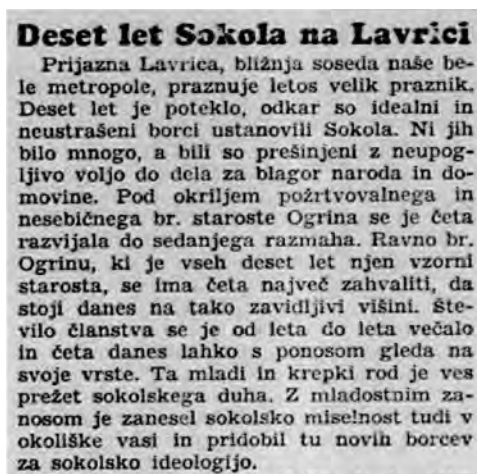 Deset let Sokola na Lavrici
Prijazna Lavrica, bližnja soseda naše be-
le metropole, praznuje letos velik praznik.
Deset let je poteklo, odkar so idealni in
neustrašeni borci ustanovili Sokola. Ni jih
bilo mnogo, a bili so prešinjeni z neupog-
ljivo voljo do dela za blagor naroda in do-
movine. Pod okriljem požrtvovalnega in
nesebičnega br. staroste Ogrina se je četa
razvijala do sedanjega razmaha. Ravno br.
Ogrinu, ki je vseh deset let njen vzorni
starosta, se ima četa največ zahvaliti, da
stoji danes na tako zavidljivi višini. Šte-
vilo članstva se je od leta do leta večalo
in četa danes lahko s ponosom gleda na
svoje vrste. Ta mladi in krepki rod je ves
prežet sokolskega duha. Z mladostnim za-
nosom je zanesel sokolsko miselnost tudi v
okoliške vasi in pridobil tu novih borcev
za sokolsko ideologijo.